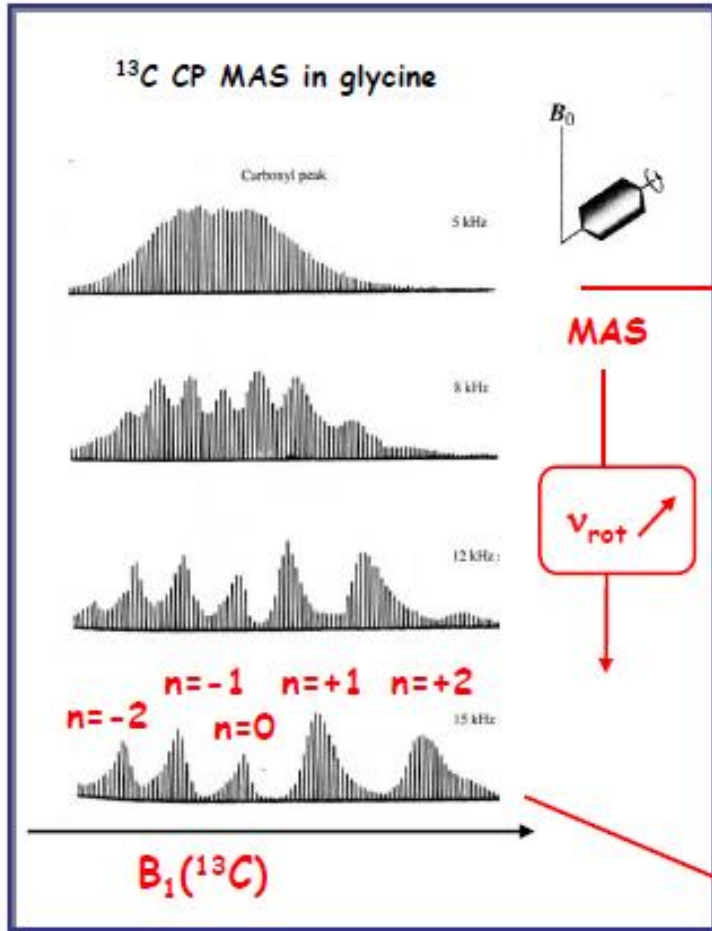 ¹³C CP MAS in glycine
B₀
Carbonyl peak
5 kHz
MAS
8 kHz
νrot
12 kHz :
n=-1 n=+1 n=+2
n=-2 n=0
15 kHz
B₁(¹³C)